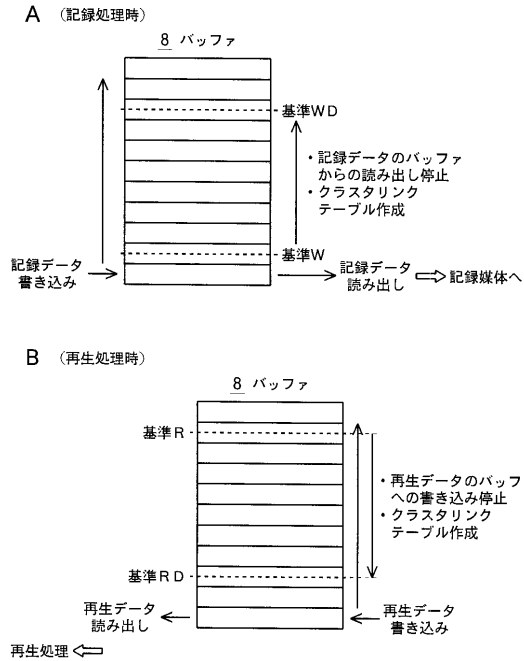 A （記録処理時）
8 バッファ
基準WD
・記録データのバッファ
からの読み出し停止
・クラスタリンク
テーブル作成
基準W
記録データ
書き込み
記録データ
読み出し
記録媒体へ
B （再生処理時）
8 バッファ
基準R
・再生データのバッフ
への書き込み停止
・クラスタリンク
テーブル作成
基準RD
再生データ
読み出し
再生データ
書き込み
再生処理